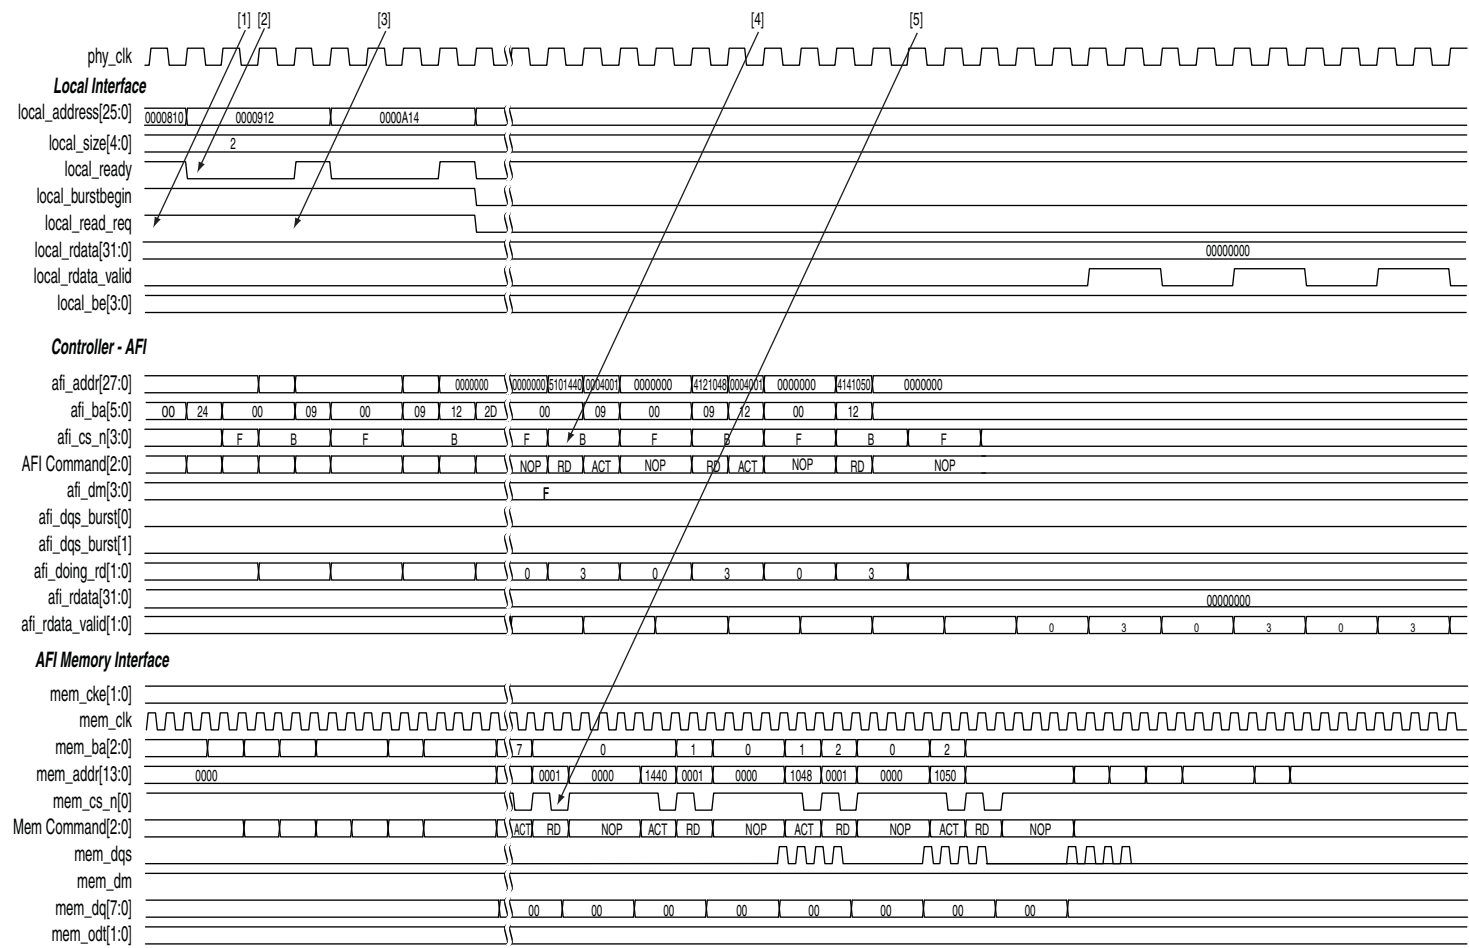 [1] [2] [3] [4] [5]
phy_clk
Local Interface
local_address[25:0] 0000810 0000912 0000A14
local_size[4:0] 2
local_ready
local_burstbegin
local_read_req
local_rdata[31:0] 00000000
local_rdata_valid
local_be[3:0]
Controller - AFI
afi_addr[27:0] 0000000 0000000 5101440 0004001 0000000 4121048 0004001 0000000 4141050 0000000
afi_ba[5:0] 00 24 00 09 00 09 12 2D 00 09 00 09 12 00 12
afi_cs_n[3:0] F B F B F B F B F B F
AFI Command[2:0] NOP RD ACT NOP RD ACT NOP RD NOP
afi_dm[3:0] F
afi_dqs_burst[0]
afi_dqs_burst[1]
afi_doing_rd[1:0] 0 3 0 3 0 3
afi_rdata[31:0] 00000000
afi_rdata_valid[1:0] 0 3 0 3 0 3
AFI Memory Interface
mem_cke[1:0]
mem_clk
mem_ba[2:0] 7 0 1 0 1 2 0 2
mem_addr[13:0] 0000 0001 0000 1440 0001 0000 1048 0001 0000 1050
mem_cs_n[0]
Mem Command[2:0] ACT RD NOP ACT RD NOP ACT RD NOP ACT RD NOP
mem_dqs
mem_dm
mem_dq[7:0] 00 00 00 00 00 00 00 00
mem_odt[1:0]